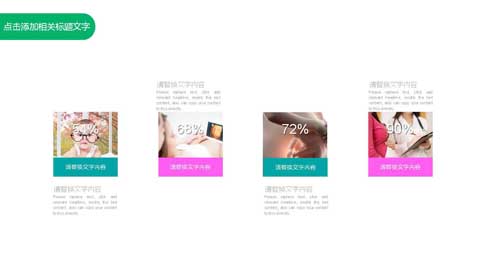 点击添加相关标题文字
请替换文字内容
Please replace text, click add
relevant headline, modify the text
content, also can copy your content
to this directly.
请替换文字内容
Please replace text, click add
relevant headline, modify the text
content, also can copy your content
to this directly.
54%
68%
72%
90%
请替换文字内容
请替换文字内容
请替换文字内容
请替换文字内容
请替换文字内容
Please replace text, click add
relevant headline, modify the text
content, also can copy your content
to this directly.
请替换文字内容
Please replace text, click add
relevant headline, modify the text
content, also can copy your content
to this directly.